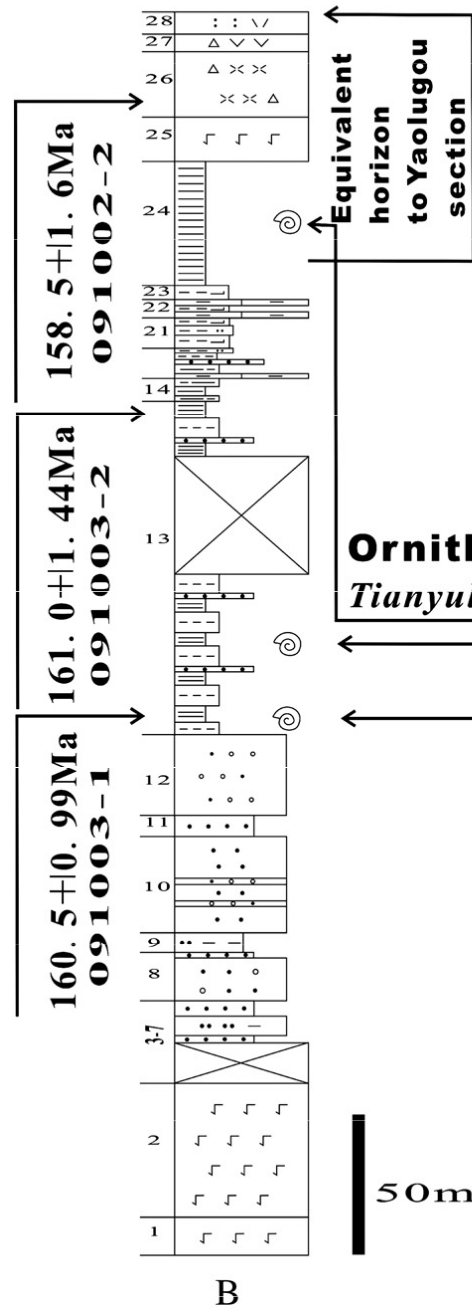 28
27
26
25
24
23
22
21
14
13
12
11
10
9
8
3-7
2
1
158. 5+|1. 6Ma
091002-2
161. 0+|1. 44Ma
091003-2
160. 5+|0. 99Ma
091003-1
Equivalent
horizon
to Yaolugou
section
Ornitl
Tianyul
50m
B